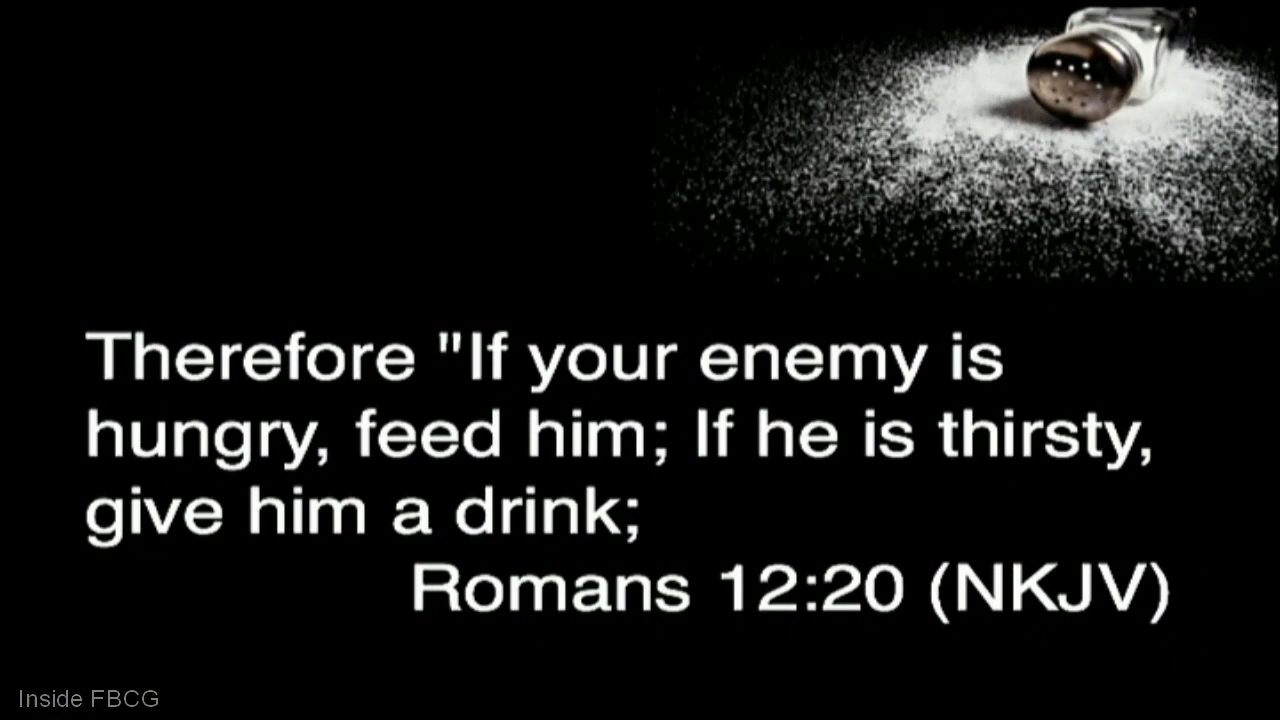 Therefore "If your enemy is
hungry, feed him; If he is thirsty,
give him a drink;
Romans 12:20 (NKJV)
Inside FBCG